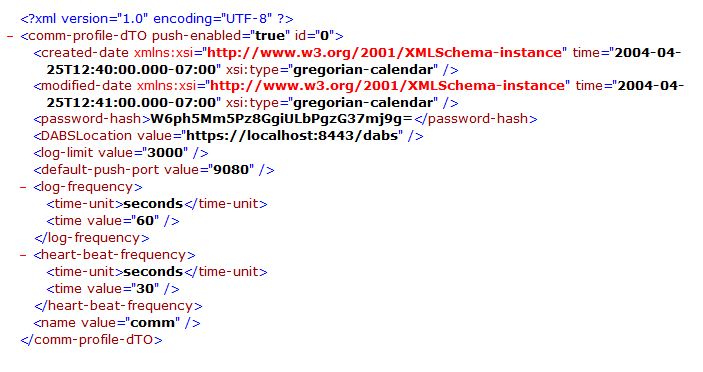 <?xml version="1.0" encoding="UTF-8" ?>
- <comm-profile-dTO push-enabled="true" id="0">
<created-date xmlns:xsi="http://www.w3.org/2001/XMLSchema-instance" time="2004-04-
25T12:40:00.000-07:00" xsi:type="gregorian-calendar" />
<modified-date xmlns:xsi="http://www.w3.org/2001/XMLSchema-instance" time="2004-04-
25T12:41:00.000-07:00" xsi:type="gregorian-calendar" />
<password-hash>W6ph5Mm5Pz8GgiULbPgzG37mj9g=</password-hash>
<DABSLocation value="https://localhost:8443/dabs" />
<log-limit value="3000" />
<default-push-port value="9080" />
- <log-frequency>
<time-unit>seconds</time-unit>
<time value="60" />
</log-frequency>
- <heart-beat-frequency>
<time-unit>seconds</time-unit>
<time value="30" />
</heart-beat-frequency>
<name value="comm" />
</comm-profile-dTO>